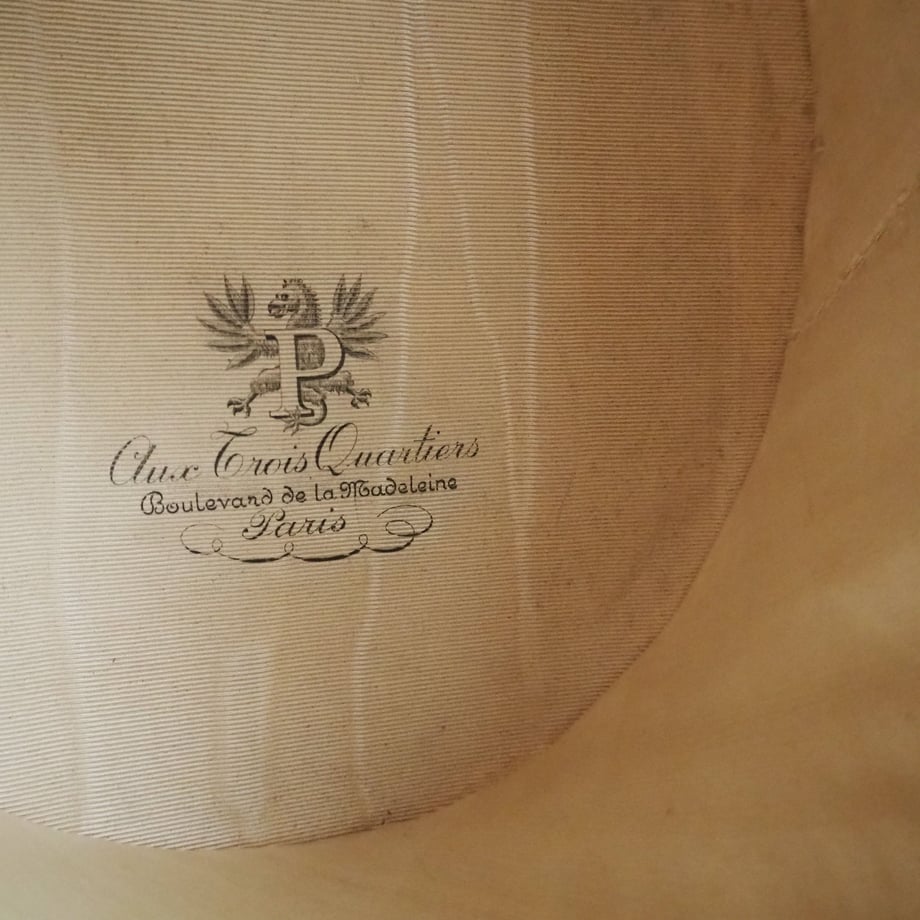 P
Aux Trois Quartiers
Boulevard de la Madeleine
Paris